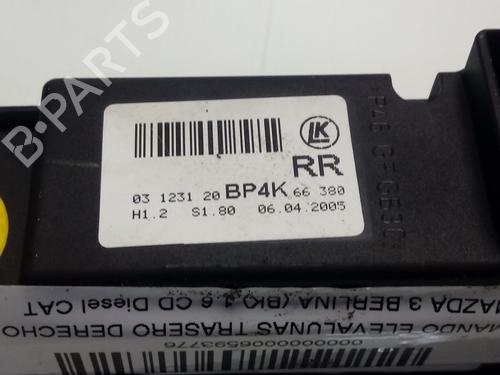 B-PARTS
LK
RR
03 1231 20 BP4K 66 380
H1.2 S1.80 06.04.2005
MAZDA 3 BERLINA (BK) 1.6 CD Diesel CAT
MANDO ELEVALUNAS TRASERO DERECHO
0000000006593776